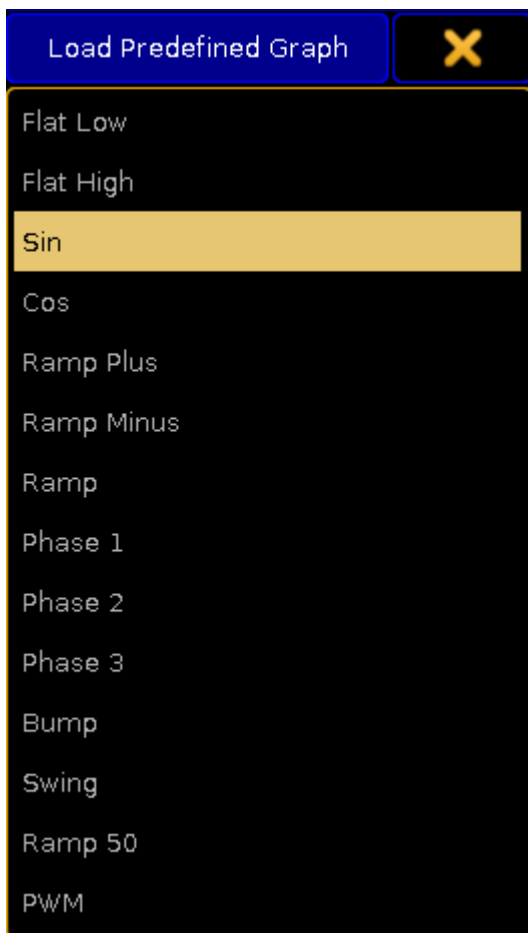 Load Predefined Graph
Flat Low
Flat High
Sin
Cos
Ramp Plus
Ramp Minus
Ramp
Phase 1
Phase 2
Phase 3
Bump
Swing
Ramp 50
PWM